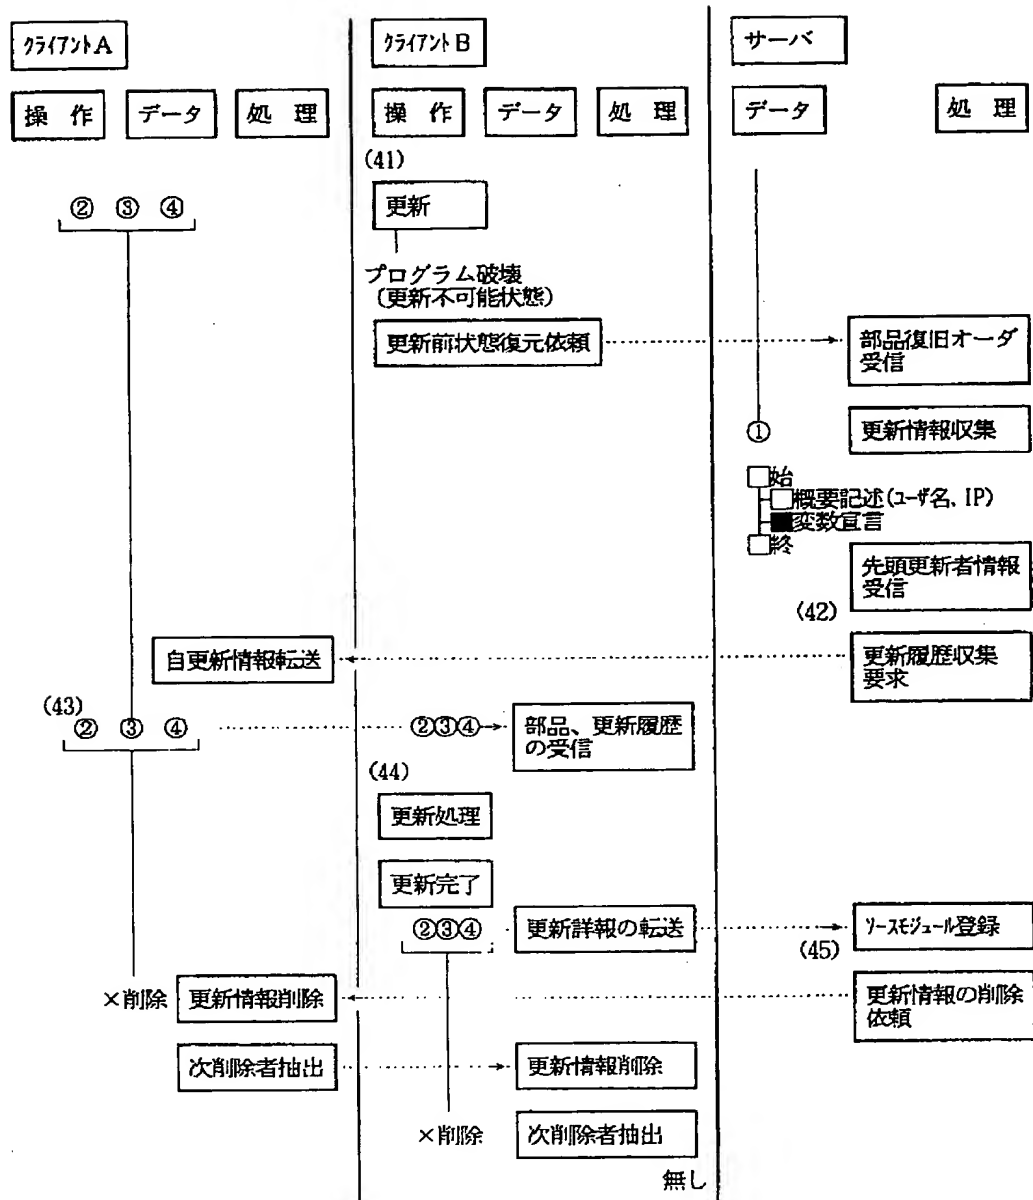 クライアントA
クライアントB
サーバ
操 作
データ
処 理
操 作
データ
処 理
データ
処 理
(41)
② ③ ④
更新
プログラム破壊
(更新不可能状態)
更新前状態復元依頼
部品復旧オーダ
受信
①
更新情報収集
始
概要記述(ユーザ名、IP)
変数宣言
終
先頭更新者情報
受信
(42)
自更新情報転送
更新履歴収集
要求
(43)
② ③ ④
②③④
部品、更新履歴
の受信
(44)
更新処理
更新完了
②③④
更新詳報の転送
ソースモジュール登録
(45)
×削除
更新情報削除
更新情報の削除
依頼
次削除者抽出
更新情報削除
×削除
次削除者抽出
無し